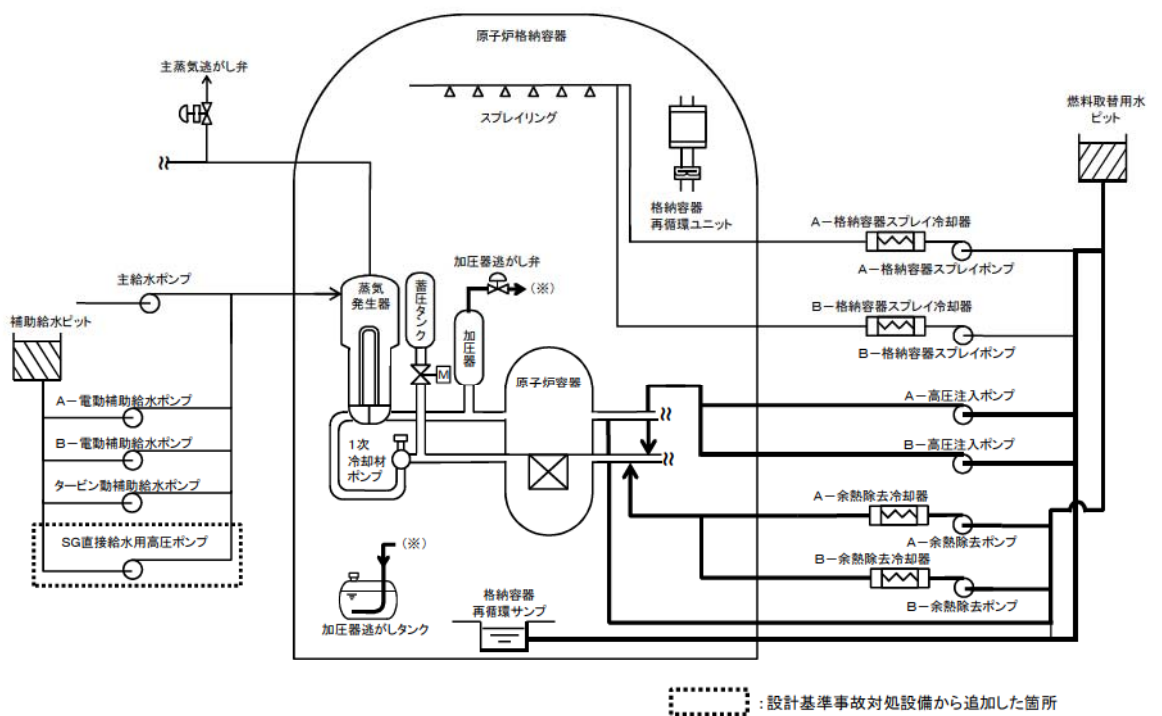 原子炉格納容器
主蒸気逃がし弁
スプレイリング
燃料取替用水
ピット
格納容器
再循環ユニット
A-格納容器スプレイ冷却器
A-格納容器スプレイポンプ
主給水ポンプ
蒸気
発生器
蓄圧タンク
加圧器逃がし弁
(※)
加圧器
補助給水ピット
B-格納容器スプレイ冷却器
B-格納容器スプレイポンプ
M
原子炉容器
A-電動補助給水ポンプ
A-高圧注入ポンプ
B-電動補助給水ポンプ
1次
冷却材
ポンプ
B-高圧注入ポンプ
タービン動補助給水ポンプ
A-余熱除去冷却器
A-余熱除去ポンプ
SG直接給水用高圧ポンプ
(※)
B-余熱除去冷却器
B-余熱除去ポンプ
加圧器逃がしタンク
格納容器
再循環サンプ
:設計基準事故対処設備から追加した箇所